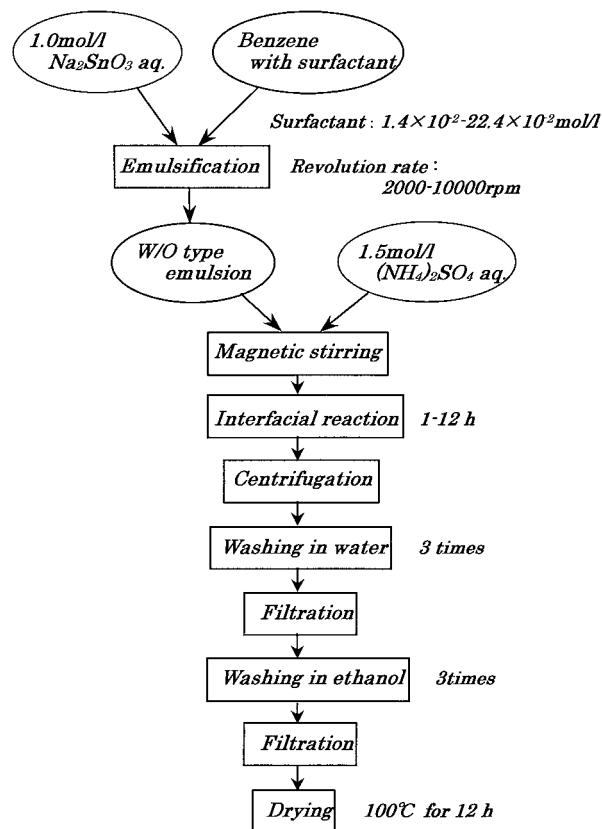 1.0mol/l
Na₂SnO₃ aq.
Benzene
with surfactant
Surfactant : 1.4×10⁻²-22.4×10⁻²mol/l
Emulsification
Revolution rate :
2000-10000rpm
W/O type
emulsion
1.5mol/l
(NH₄)₂SO₄ aq.
Magnetic stirring
Interfacial reaction
1-12 h
Centrifugation
Washing in water
3 times
Filtration
Washing in ethanol
3times
Filtration
Drying
100℃ for 12 h